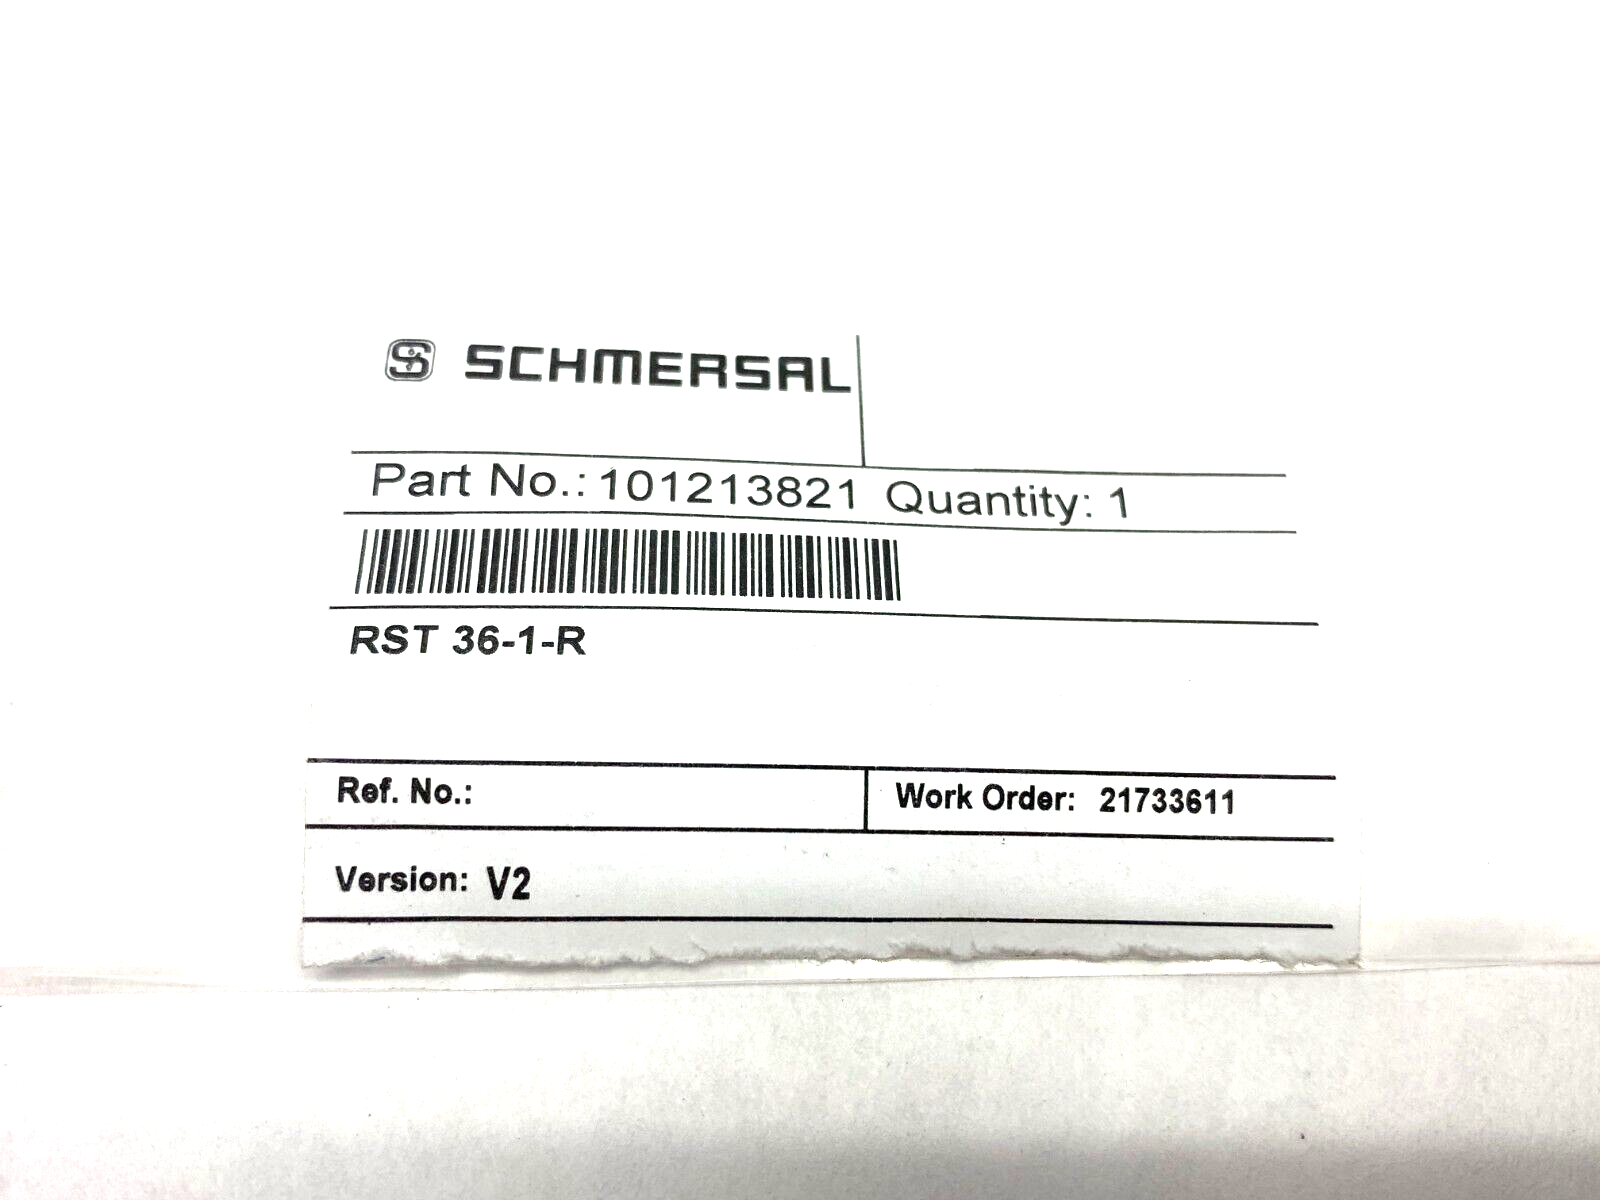 SCHMERSAL
Part No.: 101213821 Quantity: 1
RST 36-1-R
Ref. No.: Work Order: 21733611
Version: V2